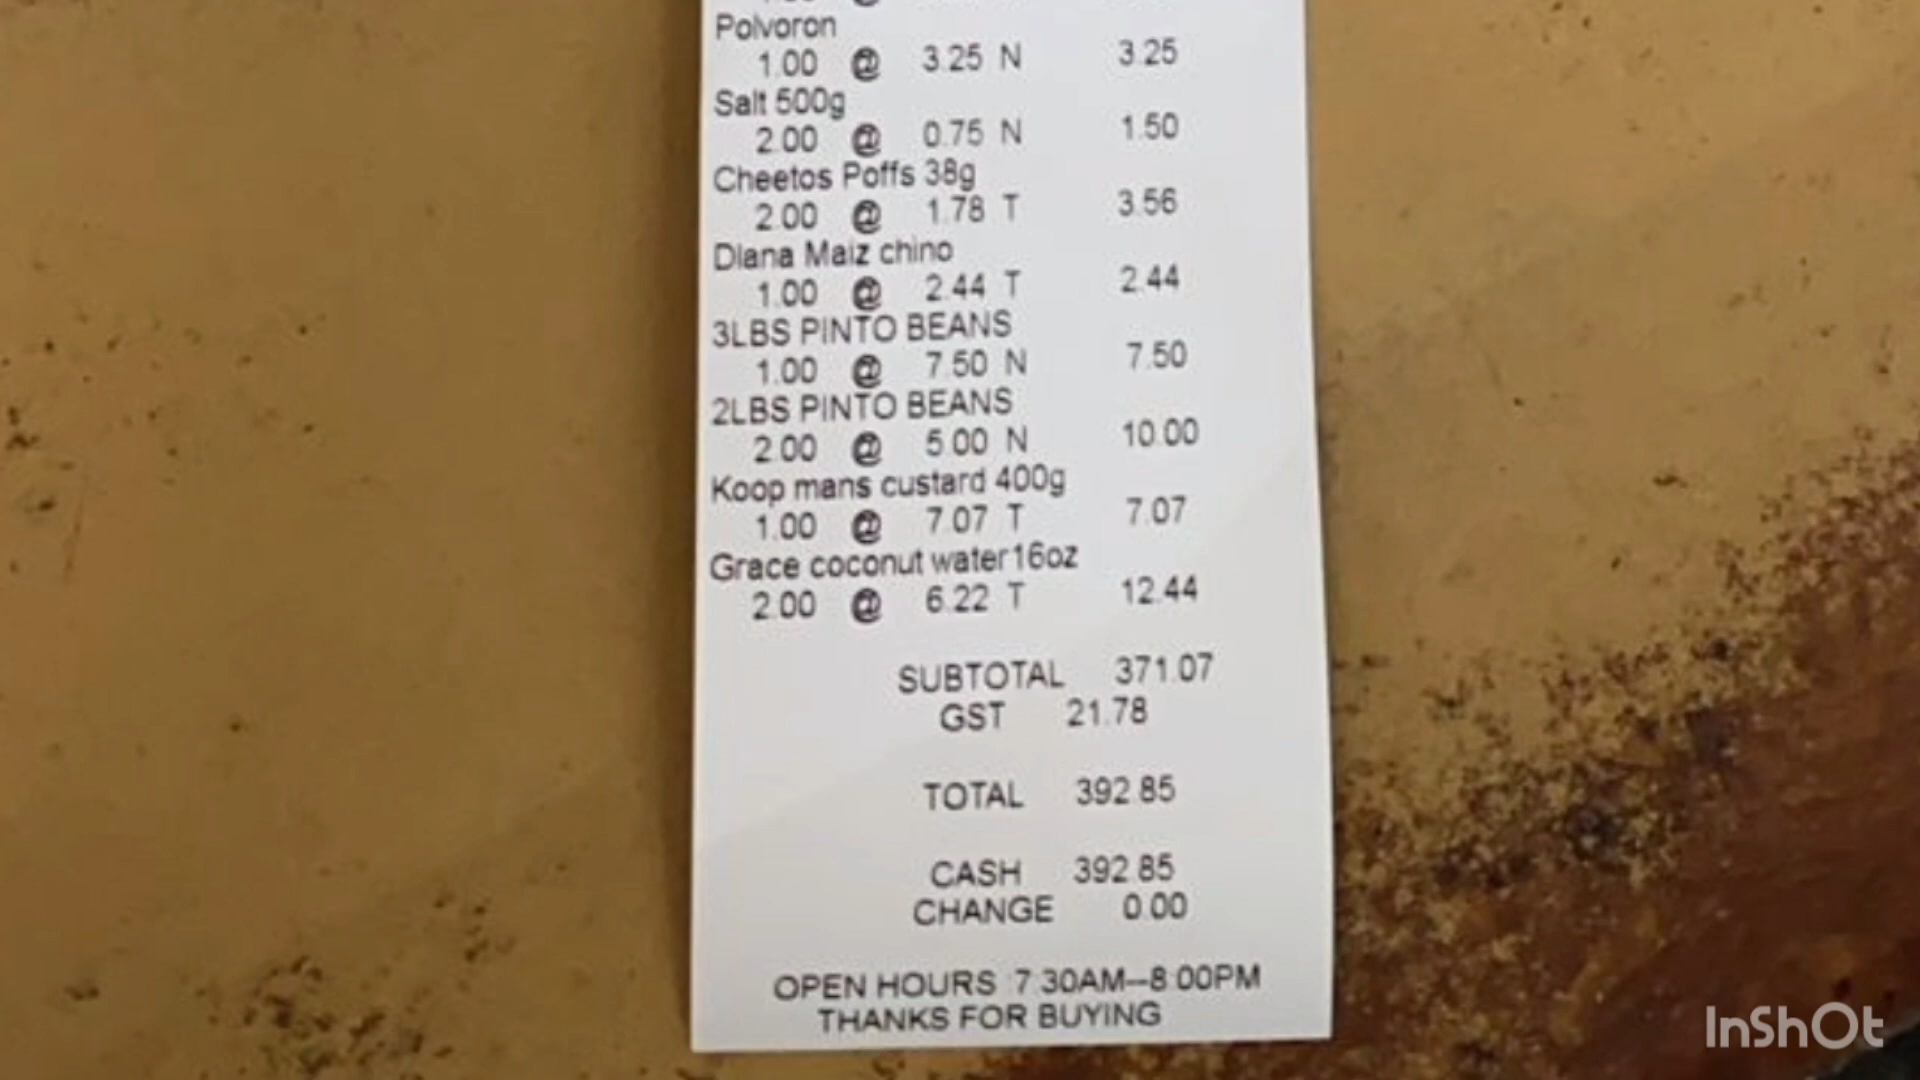 Polvoron
1.00 @ 3.25 N 3.25
Salt 500g
2.00 @ 0.75 N 1.50
Cheetos Poffs 38g
2.00 @ 1.78 T 3.56
Diana Maiz chino
1.00 @ 2.44 T 2.44
3LBS PINTO BEANS
1.00 @ 7.50 N 7.50
2LBS PINTO BEANS
2.00 @ 5.00 N 10.00
Koop mans custard 400g
1.00 @ 7.07 T 7.07
Grace coconut water16oz
2.00 @ 6.22 T 12.44
SUBTOTAL 371.07
GST 21.78
TOTAL 392.85
CASH 392.85
CHANGE 0.00
OPEN HOURS 7:30AM--8:00PM
THANKS FOR BUYING
InShOt